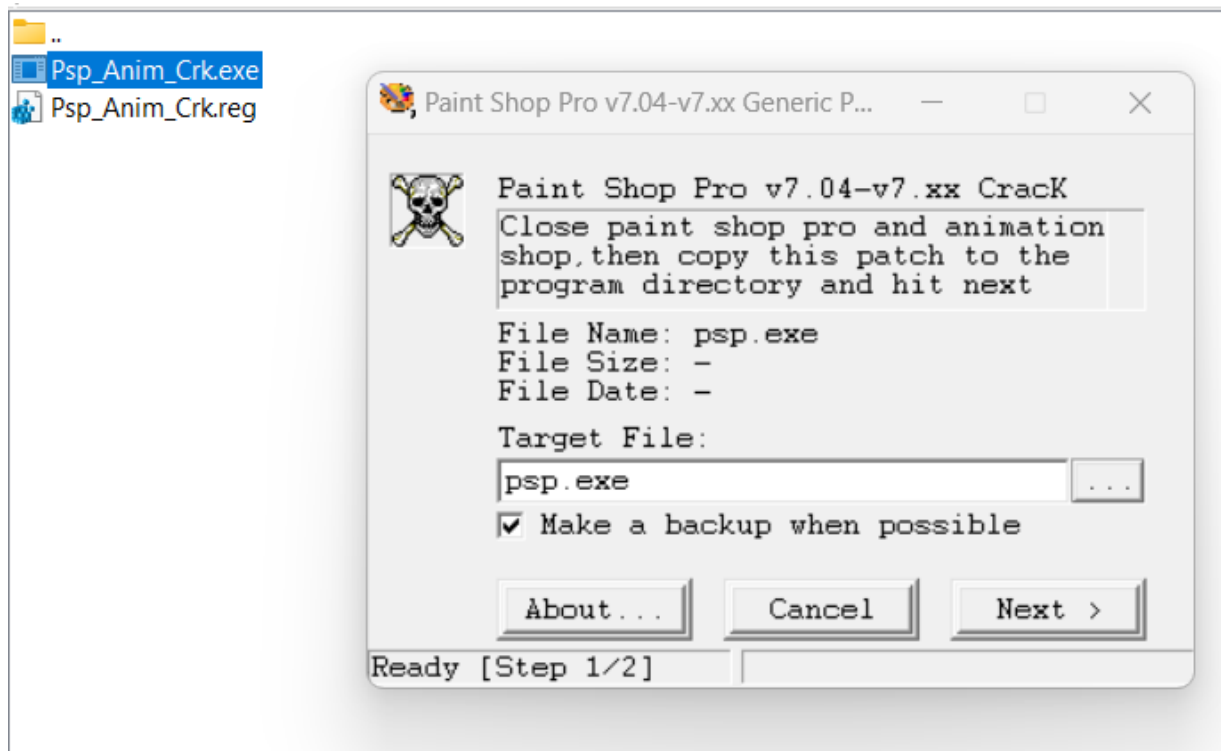 ..
Psp_Anim_Crk.exe
Psp_Anim_Crk.reg
Paint Shop Pro v7.04-v7.xx Generic P...
Paint Shop Pro v7.04-v7.xx CracK
Close paint shop pro and animation
shop,then copy this patch to the
program directory and hit next
File Name: psp.exe
File Size: -
File Date: -
Target File:
psp.exe
...
Make a backup when possible
About...
Cancel
Next >
Ready [Step 1/2]